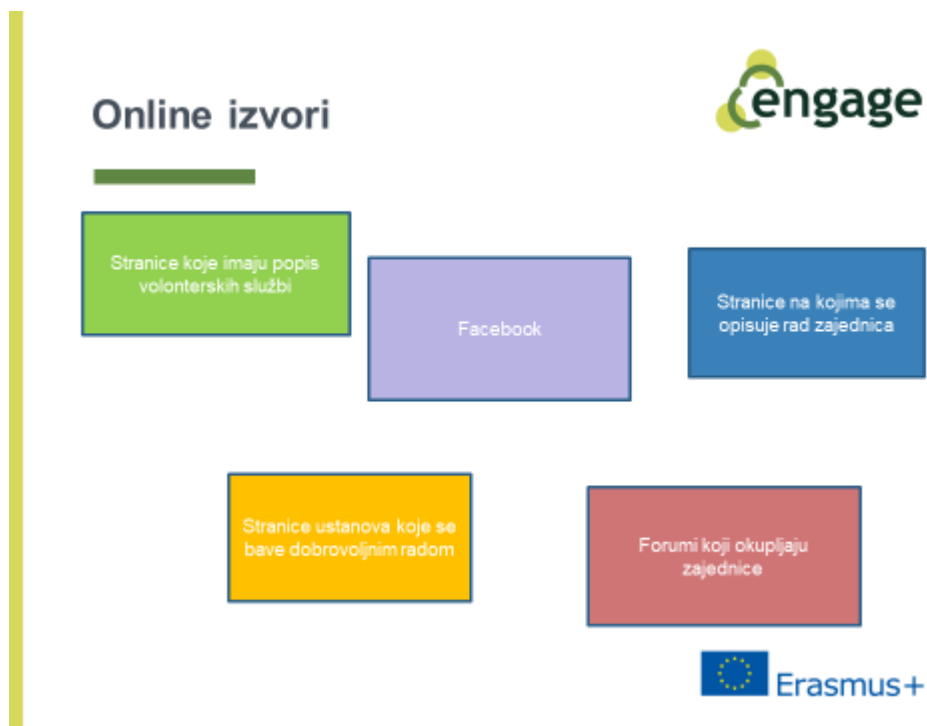 engage
Online izvori
Stranice koje imaju popis
volonterskih službi
Facebook
Stranice na kojima se
opisuje rad zajednica
Stranice ustanova koje se
bave dobrovoljnim radom
Forumi koji okupljaju
zajednice
Erasmus+